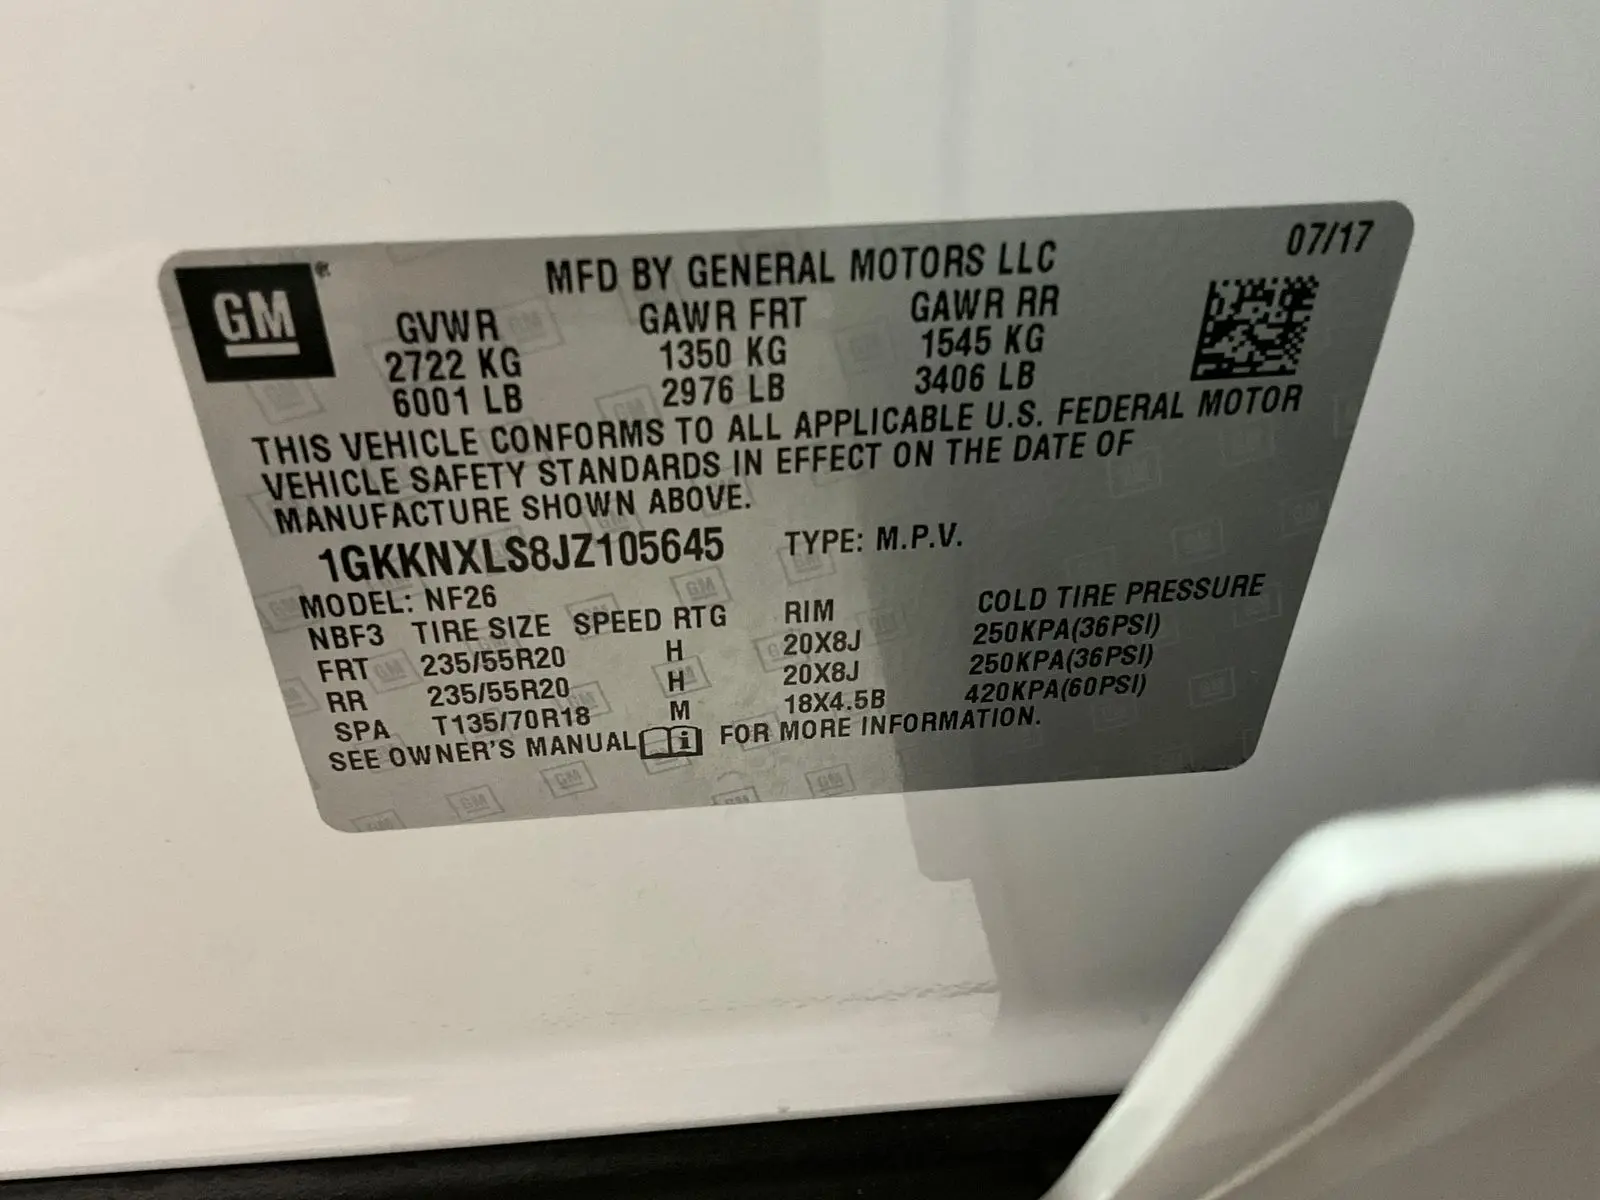 GM
07/17
MFD BY GENERAL MOTORS LLC
GVWR GAWR FRT GAWR RR
2722 KG 1350 KG 1545 KG
6001 LB 2976 LB 3406 LB
THIS VEHICLE CONFORMS TO ALL APPLICABLE U.S. FEDERAL MOTOR
VEHICLE SAFETY STANDARDS IN EFFECT ON THE DATE OF
MANUFACTURE SHOWN ABOVE.
1GKKNXLS8JZ105645 TYPE: M.P.V.
MODEL: NF26
NBF3 TIRE SIZE SPEED RTG RIM COLD TIRE PRESSURE
FRT 235/55R20 H 20X8J 250KPA(36PSI)
RR 235/55R20 H 20X8J 250KPA(36PSI)
SPA T135/70R18 M 18X4.5B 420KPA(60PSI)
SEE OWNER'S MANUAL FOR MORE INFORMATION.